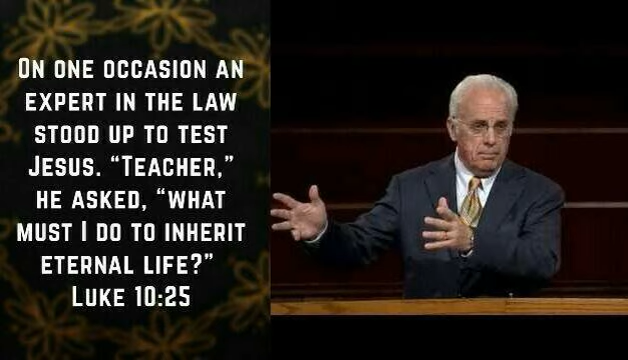 On one occasion an
expert in the law
stood up to test
Jesus. “Teacher,”
he asked, “what
must I do to inherit
eternal life?”
Luke 10:25